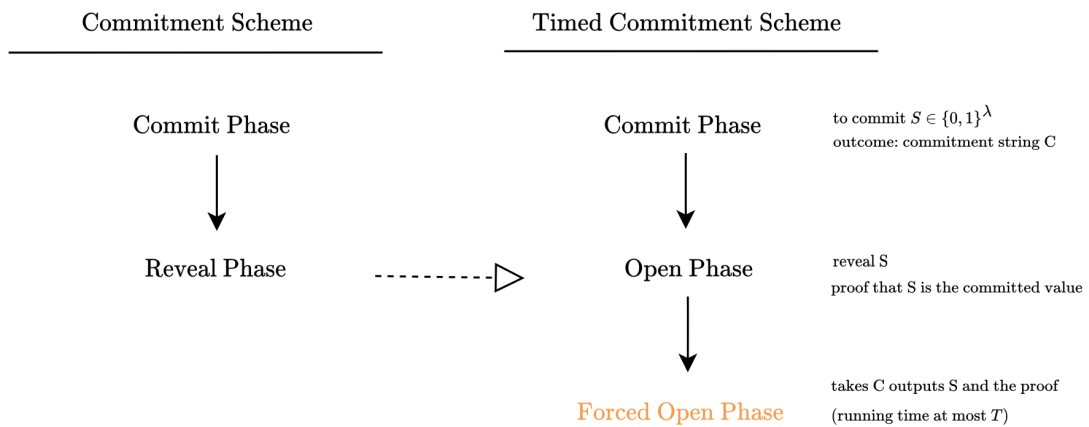 Commitment Scheme
Timed Commitment Scheme
Commit Phase
Commit Phase
to commit $S \in \{0,1\}^{\lambda}$
outcome: commitment string C
Reveal Phase
Open Phase
reveal S
proof that S is the committed value
Forced Open Phase
takes C outputs S and the proof
(running time at most $T$)